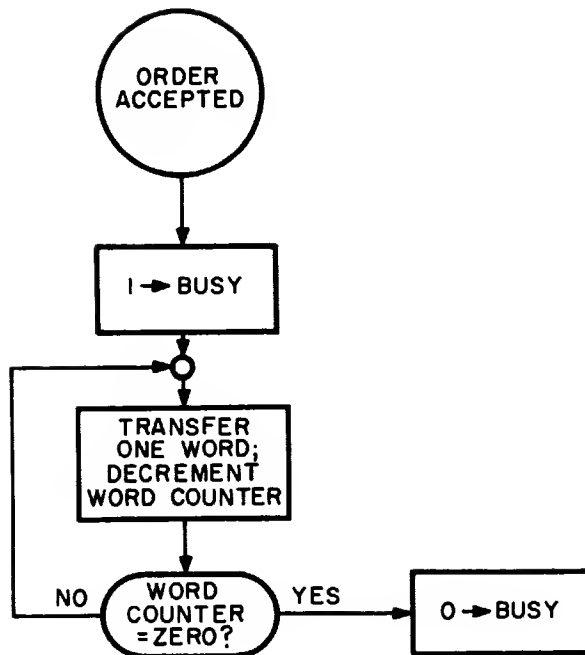 ORDER
ACCEPTED
1 → BUSY
TRANSFER
ONE WORD;
DECREMENT
WORD COUNTER
NO
WORD
COUNTER
=ZERO?
YES
0 → BUSY